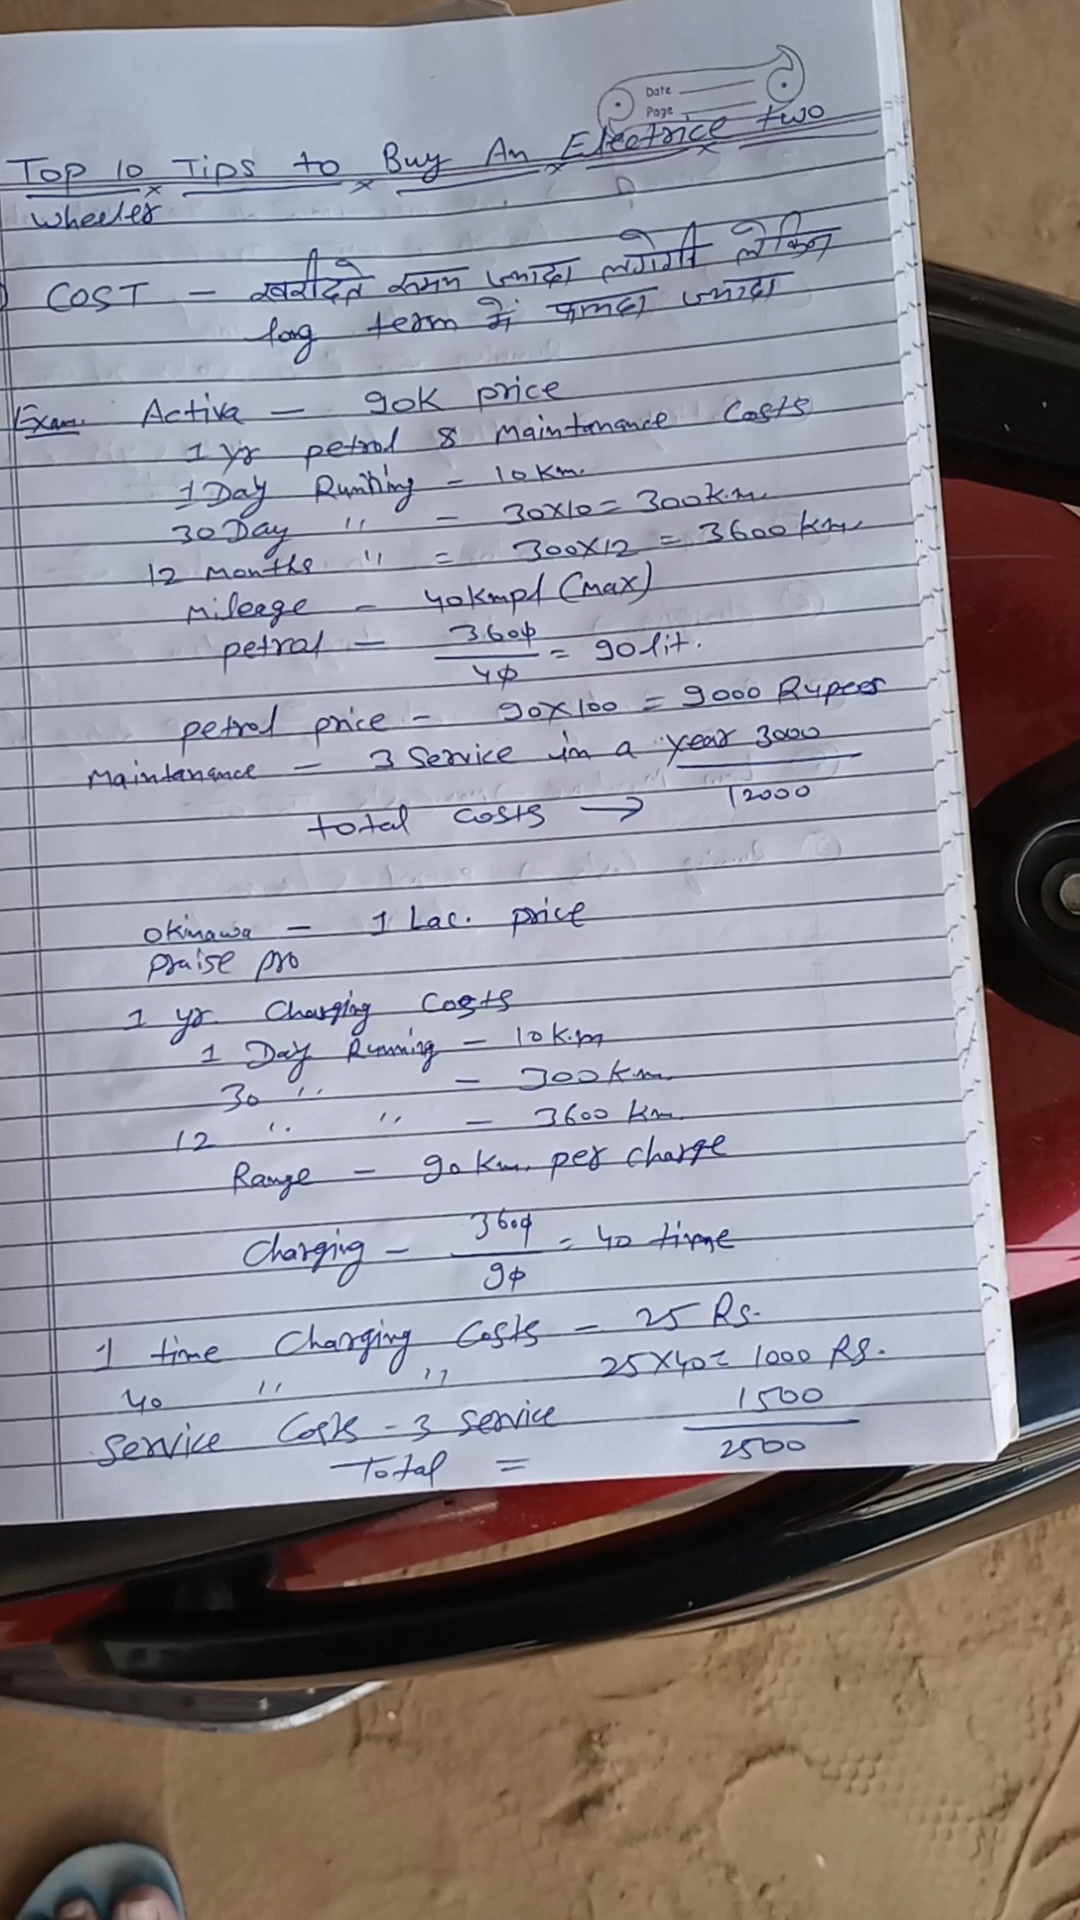 Date
Page
Top 10 Tips to Buy An Electrice two
wheeler
COST - खरीदते समय ज्यादा लगेगी लेकिन
long term में फायदा ज्यादा
Exam. Activa - 90K price
1 yr petrol & Maintanance Costs
1 Day Running - 10 Km.
30 Day " - 30x10 = 300 k.m.
12 Months " = 300X12 = 3600 Km.
Mileage - 40kmpl (Max)
petrol - 3600/40 = 90 lit.
petrol price - 90X100 = 9000 Rupees
Maintanance - 3 Service in a year 3000
total costs → 12000
Okinawa - 1 Lac. price
praise pro
1 yr. Charging Costs
1 Day Running - 10 k.m
30 " - 300 km.
12 " " - 3600 km.
Range - 90 km. per charge
Charging - 3600/90 = 40 time
1 time Charging Costs - 25 Rs.
40 " " 25X40= 1000 RS.
Service Costs - 3 service 1500
Total = 2500